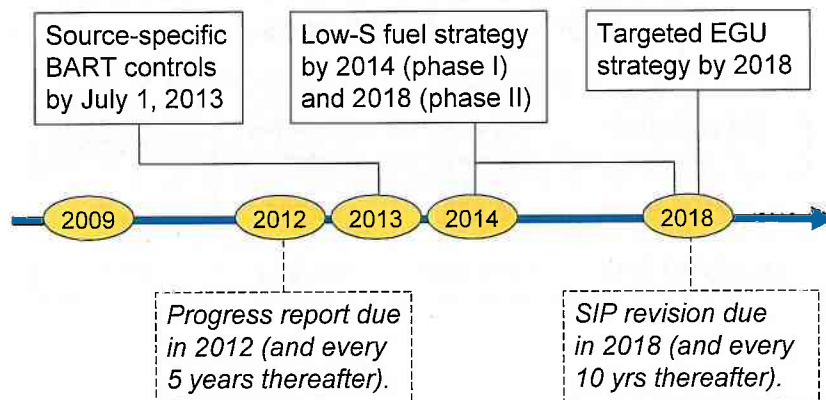 Source-specific
BART controls
by July 1, 2013
Low-S fuel strategy
by 2014 (phase I)
and 2018 (phase II)
Targeted EGU
strategy by 2018
2009
2012
2013
2014
2018
Progress report due
in 2012 (and every
5 years thereafter).
SIP revision due
in 2018 (and every
10 yrs thereafter).